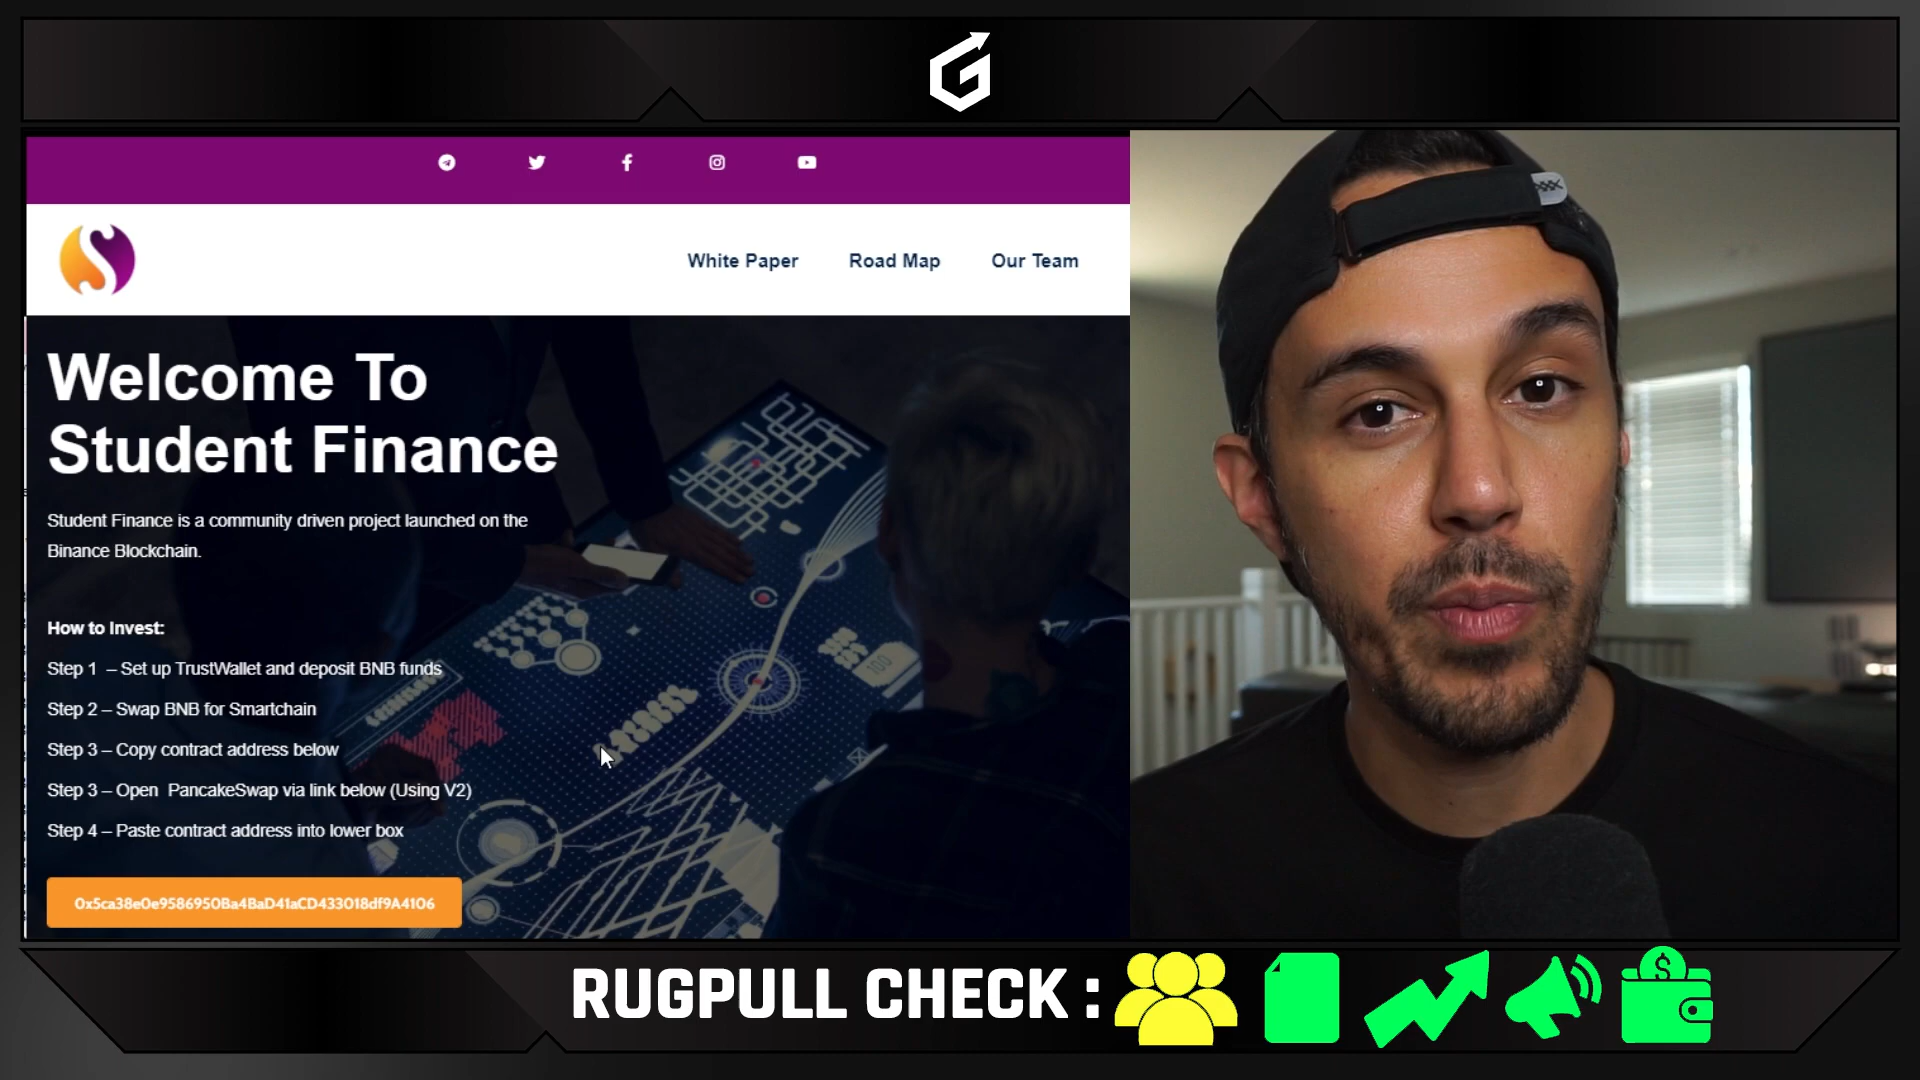 White Paper
Road Map
Our Team
Welcome To
Student Finance
Student Finance is a community driven project launched on the
Binance Blockchain.
How to Invest:
Step 1 – Set up TrustWallet and deposit BNB funds
Step 2 – Swap BNB for Smartchain
Step 3 – Copy contract address below
Step 3 – Open PancakeSwap via link below (Using V2)
Step 4 – Paste contract address into lower box
0x5ca38e0e9586950Ba4BaD41aCD433018df9A4106
RUGPULL CHECK :